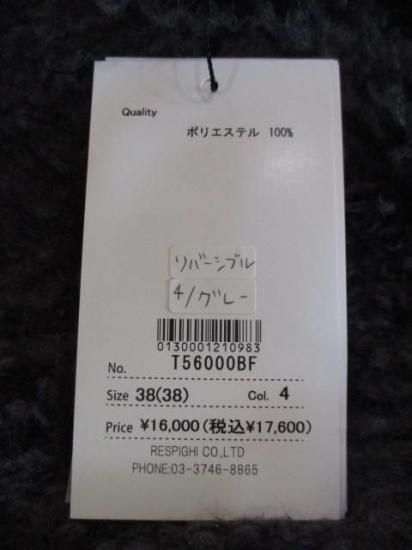 Quality
ポリエステル 100%
リバーシブル
4/グレー
0130001210983
No. T56000BF
Size 38(38) Col. 4
Price ¥16,000(税込¥17,600)
RESPIGHI CO.,LTD
PHONE:03-3746-8865